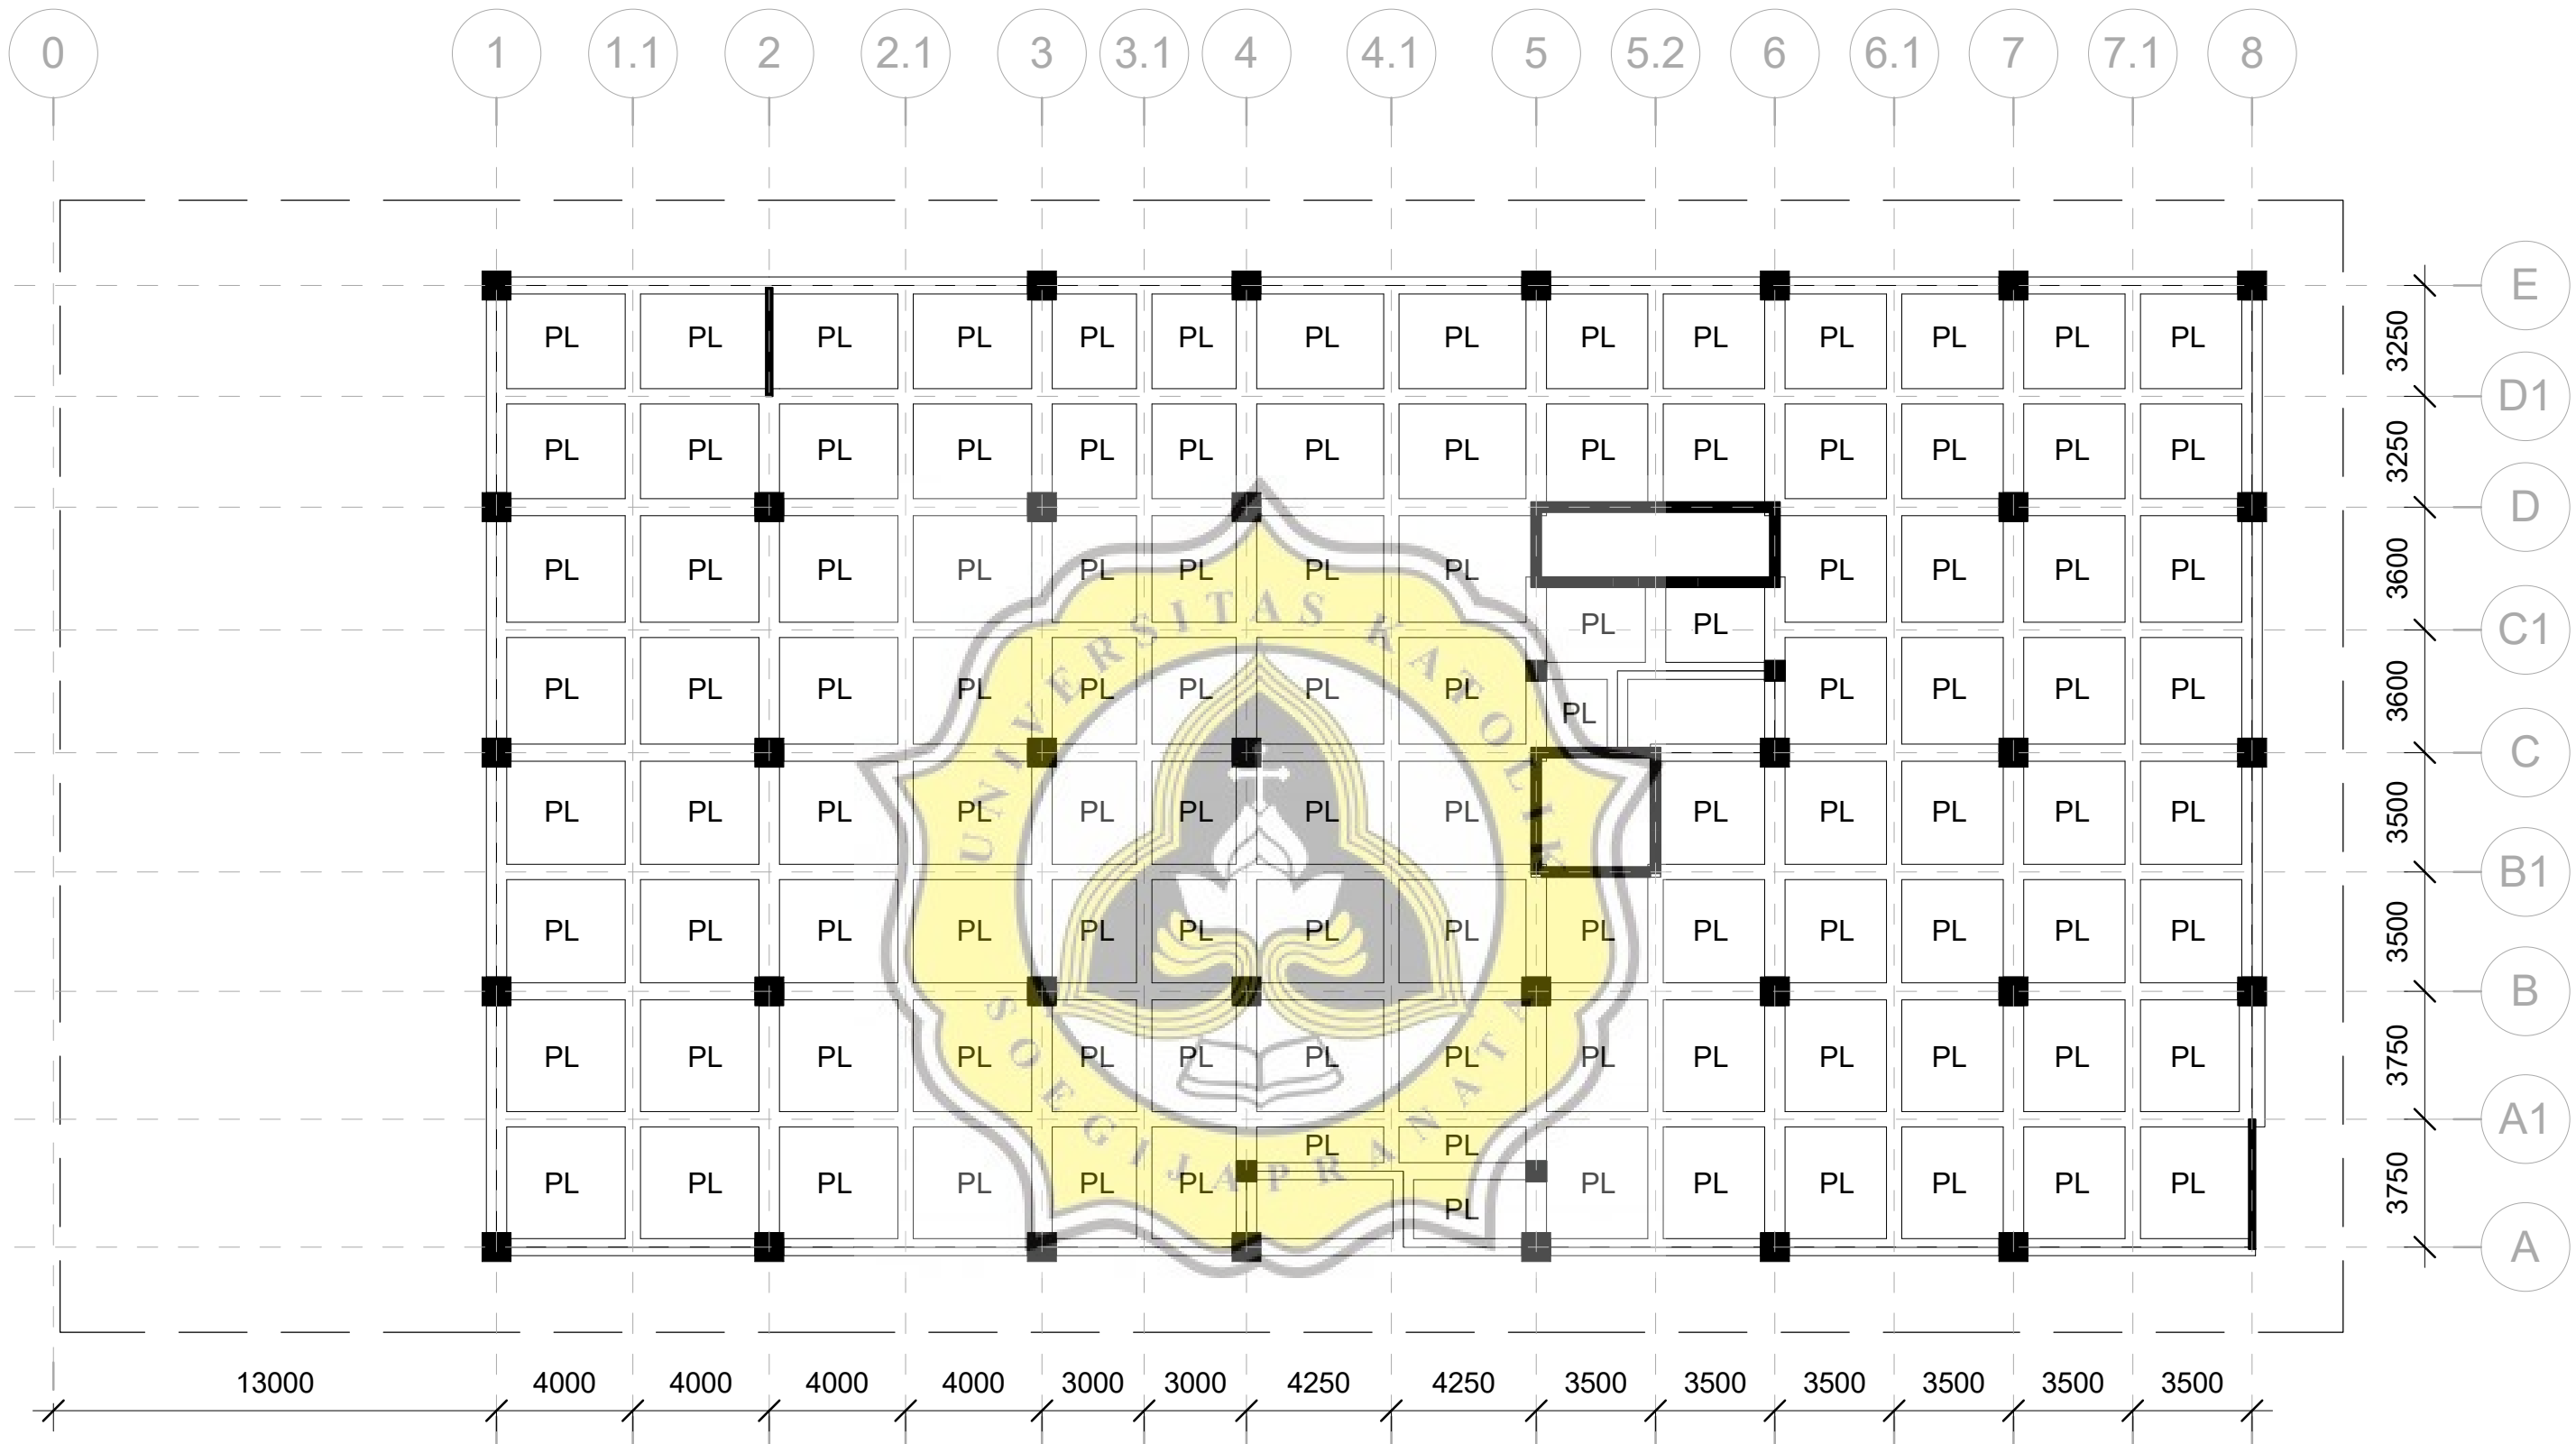 0 1 1.1 2 2.1 3 3.1 4 4.1 5 5.2 6 6.1 7 7.1 8
E
PL PL PL PL PL PL PL PL PL PL PL PL PL PL
3250
D1
PL PL PL PL PL PL PL PL PL PL PL PL PL PL
3250
D
PL PL PL PL PL PL PL PL PL PL PL PL
3600
PL PL
C1
PL PL PL PL PL PL PL PL PL PL PL PL
3600
PL
C
PL PL PL PL PL PL PL PL PL PL PL PL PL
3500
B1
PL PL PL PL PL PL PL PL PL PL PL PL PL PL
3500
B
PL PL PL PL PL PL PL PL PL PL PL PL PL PL
3750
A1
PL PL
PL PL PL PL PL PL PL PL PL PL PL PL
3750
PL
A
UNIVERSITAS KATOLIK
SOEGIJAPRANATA
13000 4000 4000 4000 4000 3000 3000 4250 4250 3500 3500 3500 3500 3500 3500